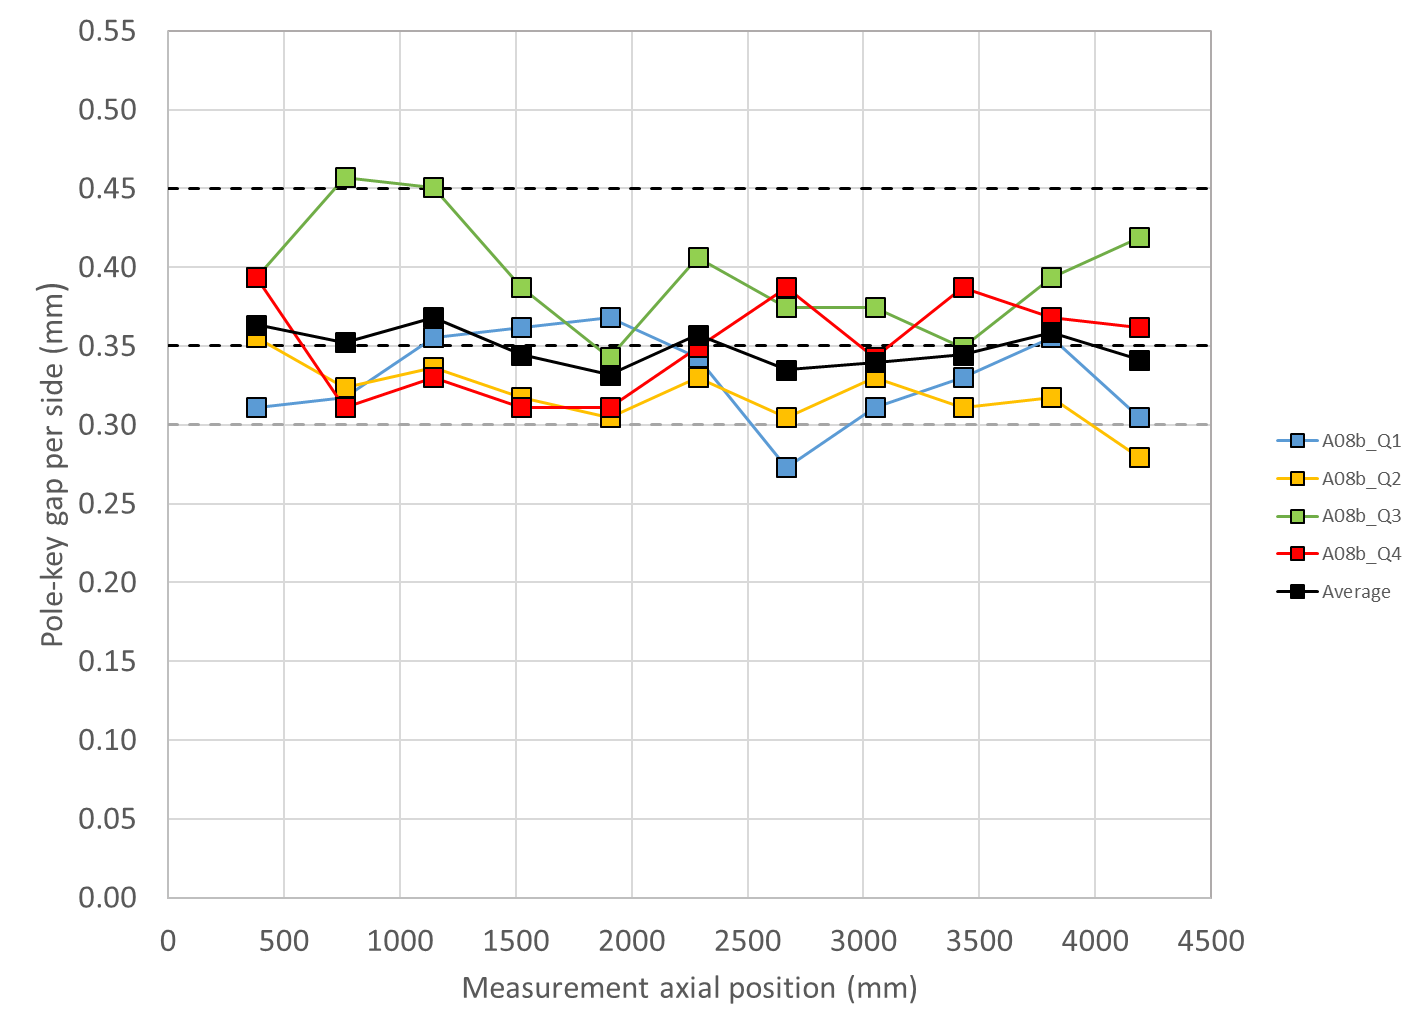 0.55
0.50
0.45
0.40
0.35
0.30
0.25
0.20
0.15
0.10
0.05
0.00
Pole-key gap per side (mm)
0 500 1000 1500 2000 2500 3000 3500 4000 4500
Measurement axial position (mm)
A08b_Q1
A08b_Q2
A08b_Q3
A08b_Q4
Average